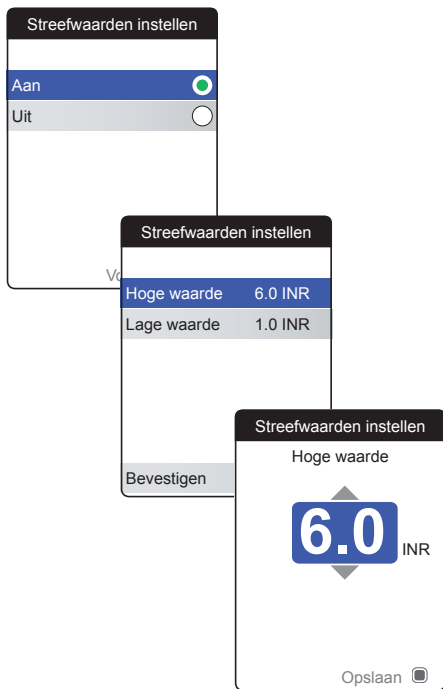 Streefwaarden instellen
Aan
Uit
Streefwaarden instellen
Hoge waarde 6.0 INR
Lage waarde 1.0 INR
Bevestigen
Streefwaarden instellen
Hoge waarde
6.0 INR
Opslaan